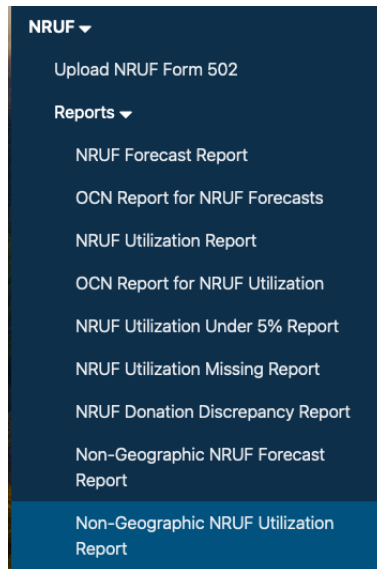 NRUF
Upload NRUF Form 502
Reports
NRUF Forecast Report
OCN Report for NRUF Forecasts
NRUF Utilization Report
OCN Report for NRUF Utilization
NRUF Utilization Under 5% Report
NRUF Utilization Missing Report
NRUF Donation Discrepancy Report
Non-Geographic NRUF Forecast
Report
Non-Geographic NRUF Utilization
Report